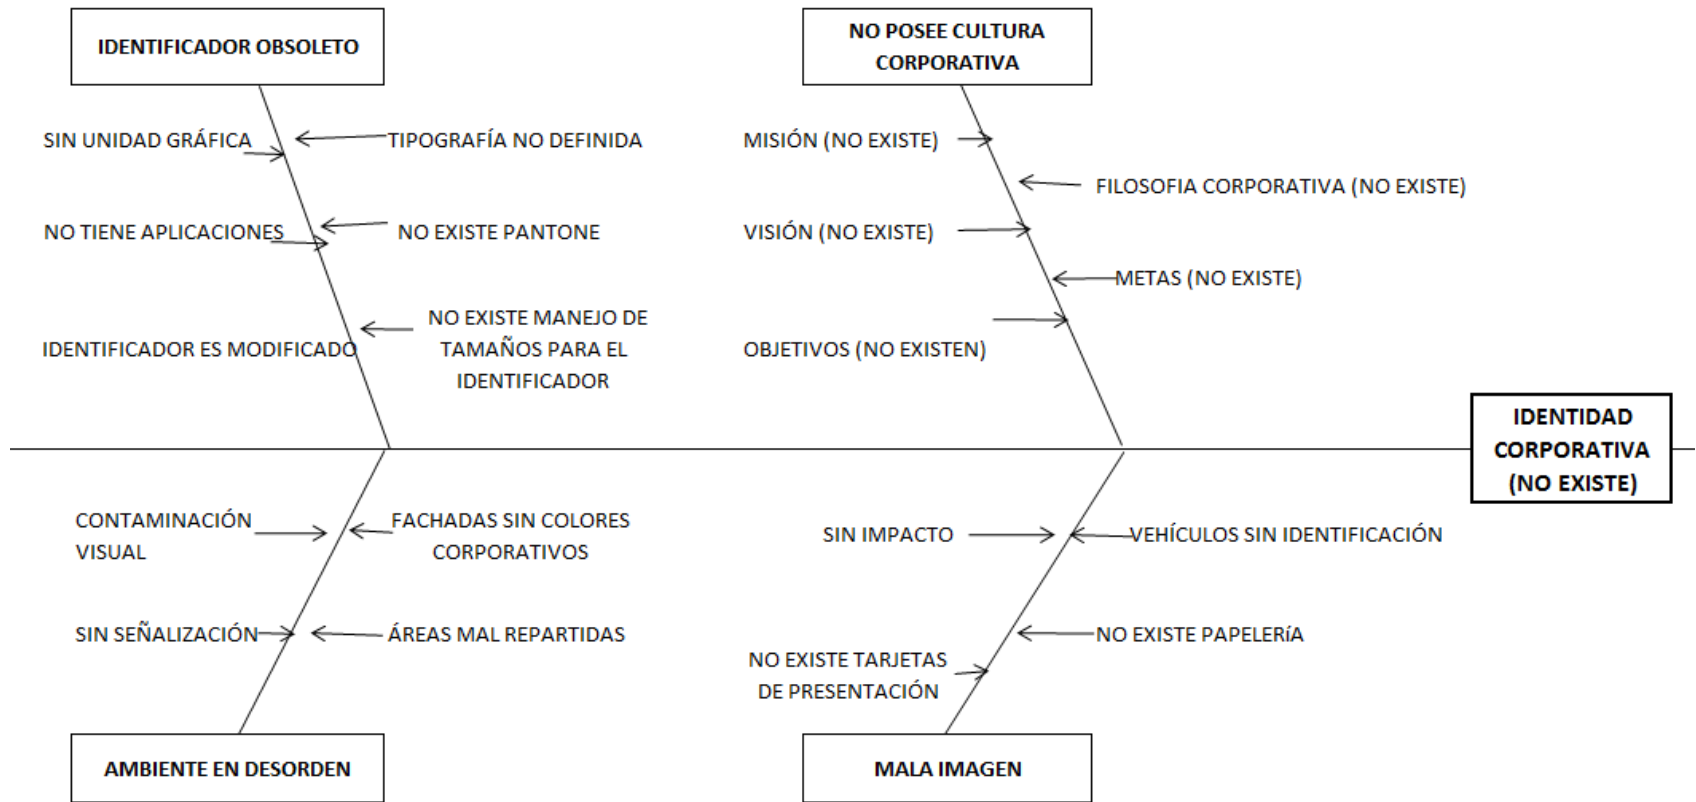 IDENTIFICADOR OBSOLETO
NO POSEE CULTURA
CORPORATIVA
SIN UNIDAD GRÁFICA
TIPOGRAFÍA NO DEFINIDA
NO TIENE APLICACIONES
NO EXISTE PANTONE
IDENTIFICADOR ES MODIFICADO
NO EXISTE MANEJO DE
TAMAÑOS PARA EL
IDENTIFICADOR
MISIÓN (NO EXISTE)
FILOSOFIA CORPORATIVA (NO EXISTE)
VISIÓN (NO EXISTE)
METAS (NO EXISTE)
OBJETIVOS (NO EXISTEN)
IDENTIDAD
CORPORATIVA
(NO EXISTE)
CONTAMINACIÓN
VISUAL
FACHADAS SIN COLORES
CORPORATIVOS
SIN SEÑALIZACIÓN
ÁREAS MAL REPARTIDAS
SIN IMPACTO
VEHÍCULOS SIN IDENTIFICACIÓN
NO EXISTE PAPELERíA
NO EXISTE TARJETAS
DE PRESENTACIÓN
AMBIENTE EN DESORDEN
MALA IMAGEN